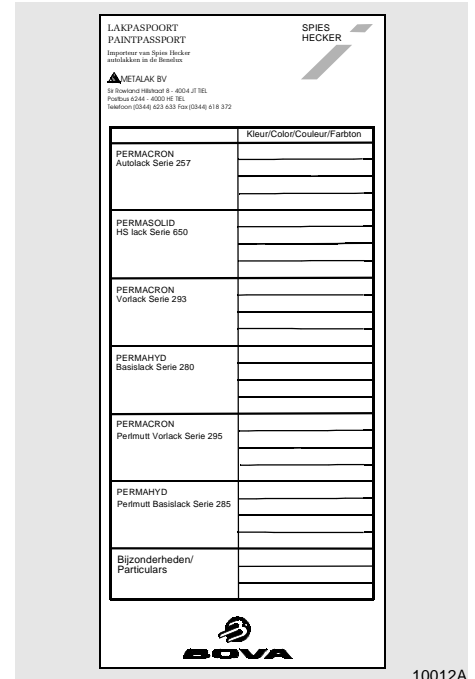 LAKPASPOORT
PAINTPASSPORT
SPIES
HECKER
Importeur van Spies Hecker
autolakken in de Benelux
METALAK BV
Sir Rowland Hillstraat 8 - 4004 JT TIEL
Postbus 6244 - 4000 HE TIEL
Telefoon (0344) 623 633 Fax (0344) 618 372
Kleur/Color/Couleur/Farbton
PERMACRON
Autolack Serie 257
PERMASOLID
HS lack Serie 650
PERMACRON
Vorlack Serie 293
PERMAHYD
Basislack Serie 280
PERMACRON
Perlmutt Vorlack Serie 295
PERMAHYD
Perlmutt Basislack Serie 285
Bijzonderheden/
Particulars
BOVA
10012A